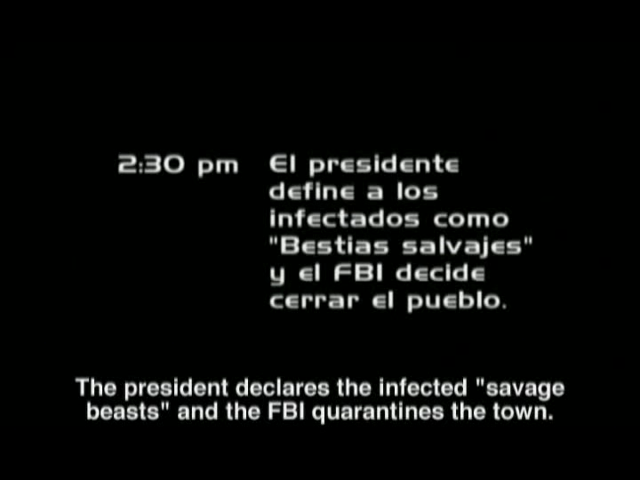 2:30 pm El presidente
define a los
infectados como
"Bestias salvajes"
y el FBI decide
cerrar el pueblo.
The president declares the infected "savage
beasts" and the FBI quarantines the town.